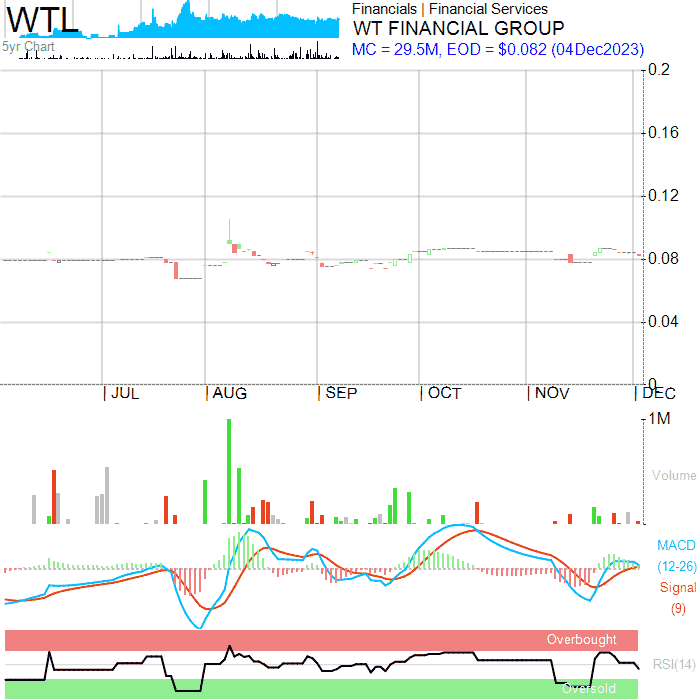 WTL
5yr Chart
Financials | Financial Services
WT FINANCIAL GROUP
MC = 29.5M, EOD = $0.082 (04Dec2023)
0.2
0.16
0.12
0.08
0.04
0
JUL AUG SEP OCT NOV DEC
1M
Volume
MACD
(12-26)
Signal
(9)
Overbought
RSI(14)
Oversold